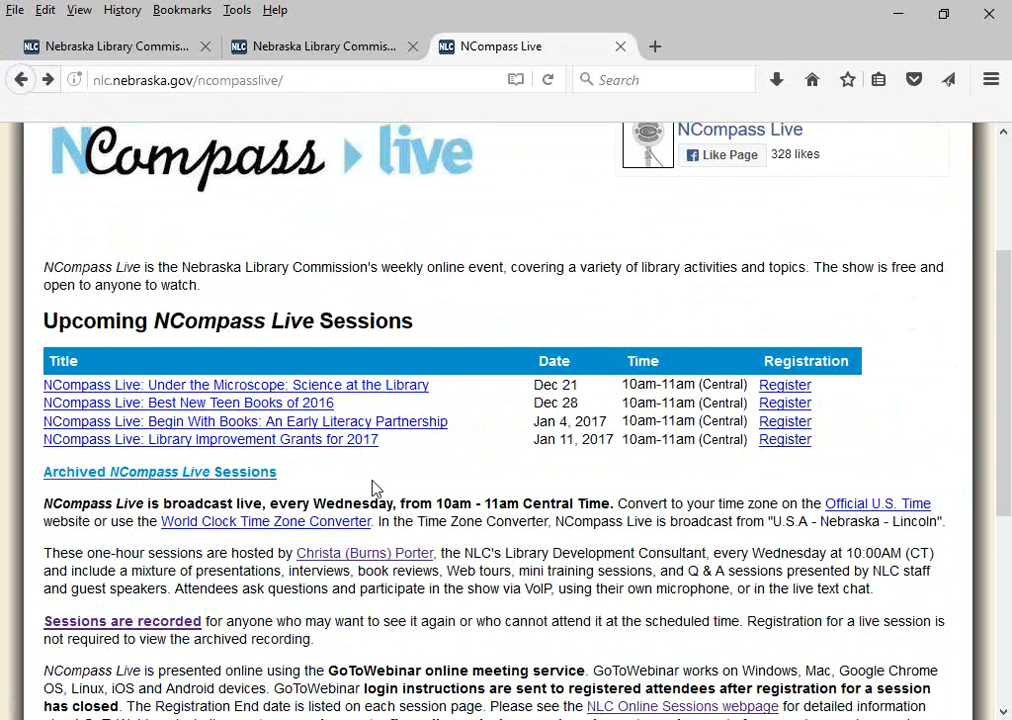 File Edit View History Bookmarks Tools Help
NLC Nebraska Library Commis... NLC Nebraska Library Commis... NLC NCompass Live
nlc.nebraska.gov/ncompasslive/ Search
NCompass live
NCompass Live
Like Page 328 likes
NCompass Live is the Nebraska Library Commission's weekly online event, covering a variety of library activities and topics. The show is free and
open to anyone to watch.
Upcoming NCompass Live Sessions
Title Date Time Registration
NCompass Live: Under the Microscope: Science at the Library Dec 21 10am-11am (Central) Register
NCompass Live: Best New Teen Books of 2016 Dec 28 10am-11am (Central) Register
NCompass Live: Begin With Books: An Early Literacy Partnership Jan 4, 2017 10am-11am (Central) Register
NCompass Live: Library Improvement Grants for 2017 Jan 11, 2017 10am-11am (Central) Register
Archived NCompass Live Sessions
NCompass Live is broadcast live, every Wednesday, from 10am - 11am Central Time. Convert to your time zone on the Official U.S. Time
website or use the World Clock Time Zone Converter. In the Time Zone Converter, NCompass Live is broadcast from "U.S.A - Nebraska - Lincoln".
These one-hour sessions are hosted by Christa (Burns) Porter, the NLC's Library Development Consultant, every Wednesday at 10:00AM (CT)
and include a mixture of presentations, interviews, book reviews, Web tours, mini training sessions, and Q & A sessions presented by NLC staff
and guest speakers. Attendees ask questions and participate in the show via VoIP, using their own microphone, or in the live text chat.
Sessions are recorded for anyone who may want to see it again or who cannot attend it at the scheduled time. Registration for a live session is
not required to view the archived recording.
NCompass Live is presented online using the GoToWebinar online meeting service. GoToWebinar works on Windows, Mac, Google Chrome
OS, Linux, iOS and Android devices. GoToWebinar login instructions are sent to registered attendees after registration for a session
has closed. The Registration End date is listed on each session page. Please see the NLC Online Sessions webpage for detailed information